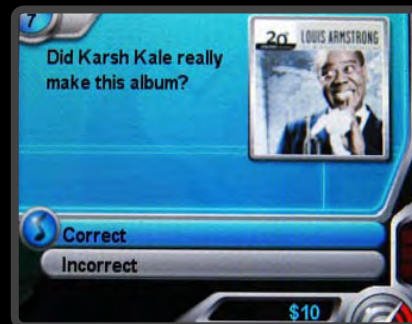 7
20 LOUIS ARMSTRONG
Did Karsh Kale really
make this album?
Correct
Incorrect
$10